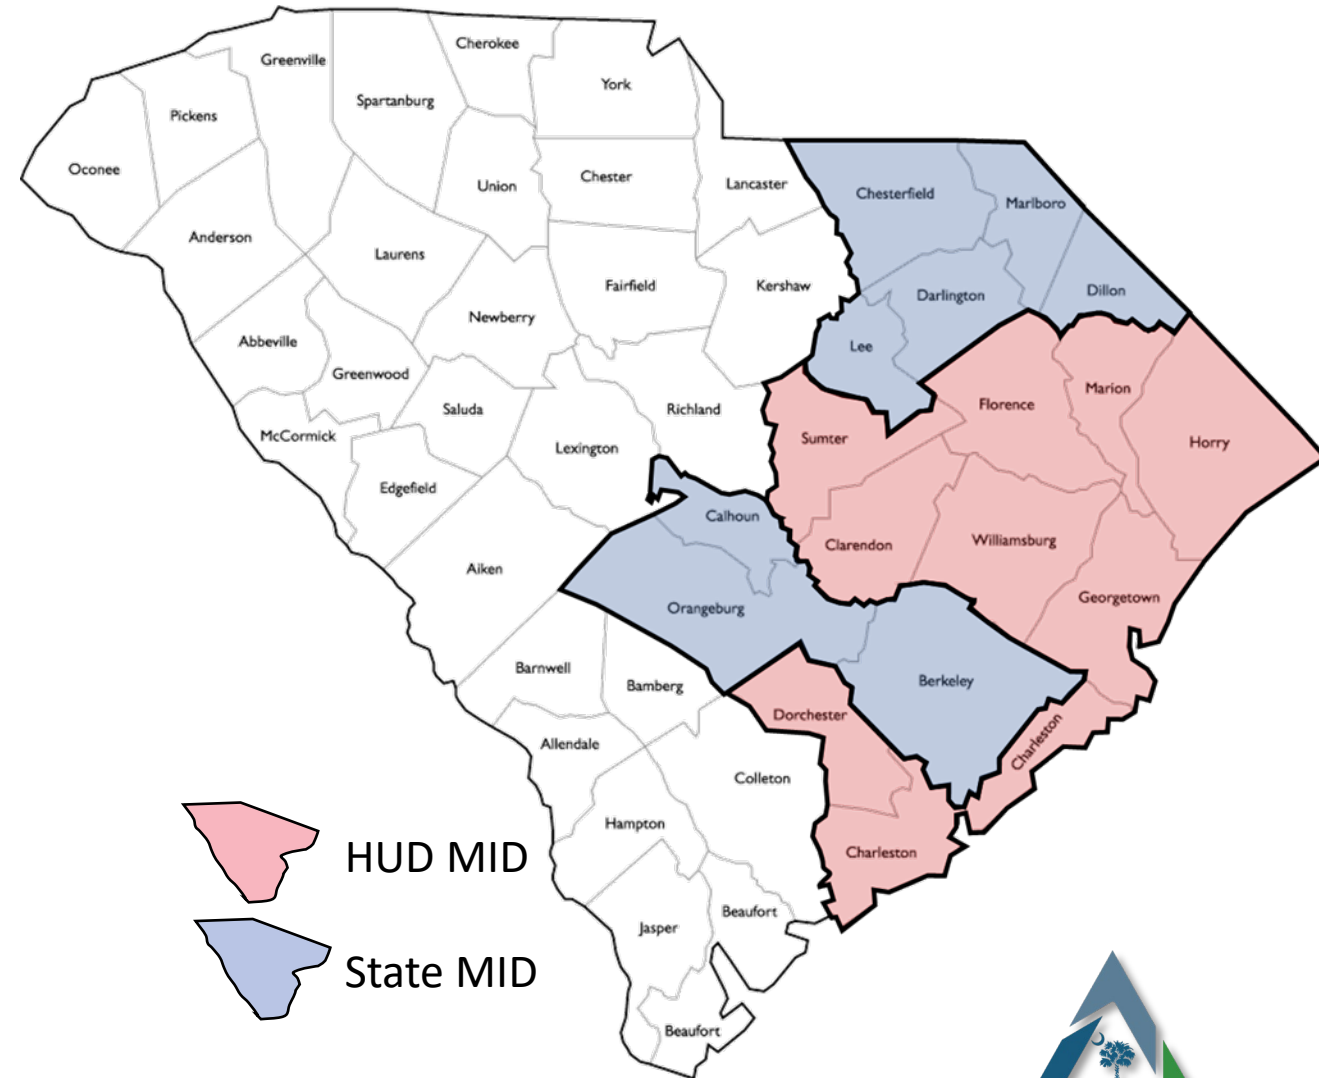 Cherokee
Greenville
York
Spartanburg
Pickens
Oconee
Chester
Lancaster
Union
Chesterfield
Marlboro
Anderson
Laurens
Fairfield
Kershaw
Darlington
Dillon
Newberry
Abbeville
Lee
Greenwood
Marion
Florence
Saluda
Richland
McCormick
Sumter
Horry
Lexington
Edgefield
Calhoun
Williamsburg
Clarendon
Aiken
Georgetown
Orangeburg
Barnwell
Bamberg
Berkeley
Dorchester
Charleston
Allendale
Colleton
Hampton
Charleston
HUD MID
Beaufort
Jasper
State MID
Beaufort